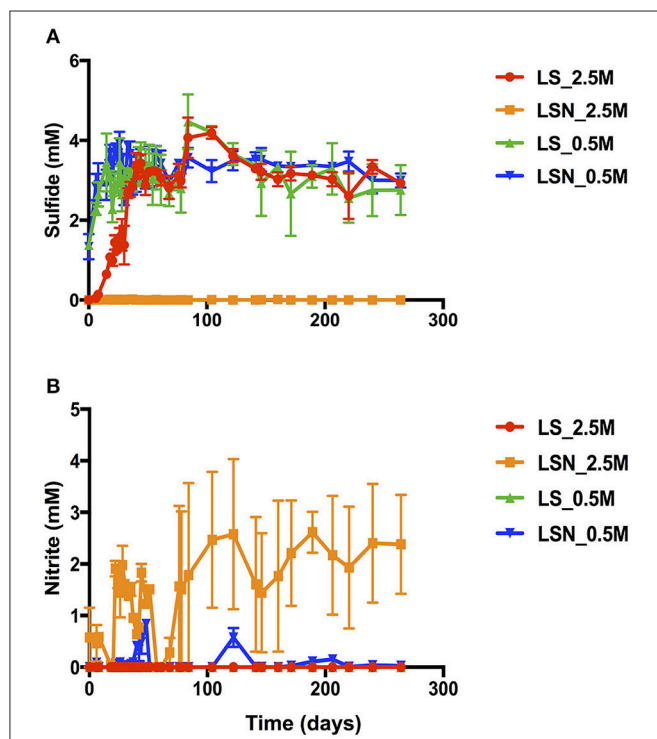 A
6
4
2
0
0
100
200
300
Sulfide (mM)
LS_2.5M
LSN_2.5M
LS_0.5M
LSN_0.5M
B
5
4
3
2
1
0
0
100
200
300
Nitrite (mM)
Time (days)
LS_2.5M
LSN_2.5M
LS_0.5M
LSN_0.5M